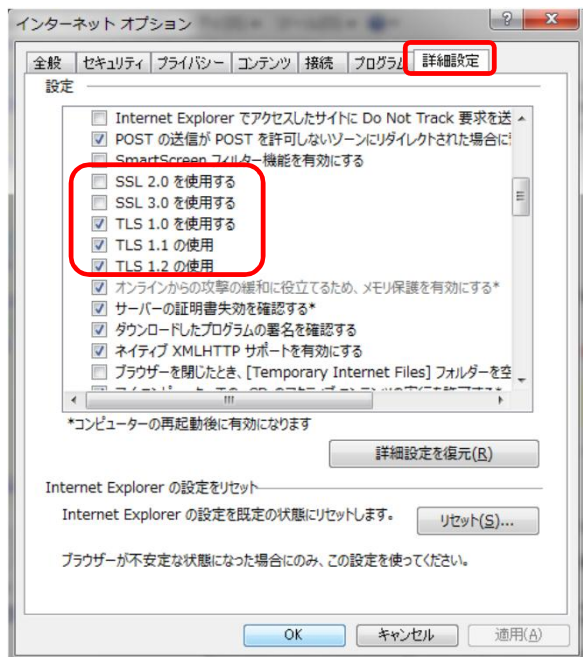 インターネット オプション
全般 セキュリティ プライバシー コンテンツ 接続 プログラム 詳細設定
設定
Internet Explorer でアクセスしたサイトに Do Not Track 要求を送
POST の送信が POST を許可しないゾーンにリダイレクトされた場合に
SmartScreen フィルター機能を有効にする
SSL 2.0 を使用する
SSL 3.0 を使用する
TLS 1.0 を使用する
TLS 1.1 の使用
TLS 1.2 の使用
オンラインからの攻撃の緩和に役立てるため、メモリ保護を有効にする*
サーバーの証明書失効を確認する*
ダウンロードしたプログラムの署名を確認する
ネイティブ XMLHTTP サポートを有効にする
ブラウザーを閉じたとき、[Temporary Internet Files] フォルダーを空
*コンピューターの再起動後に有効になります
詳細設定を復元(R)
Internet Explorer の設定をリセット
Internet Explorer の設定を既定の状態にリセットします。
リセット(S)...
ブラウザーが不安定な状態になった場合にのみ、この設定を使ってください。
OK キャンセル 適用(A)